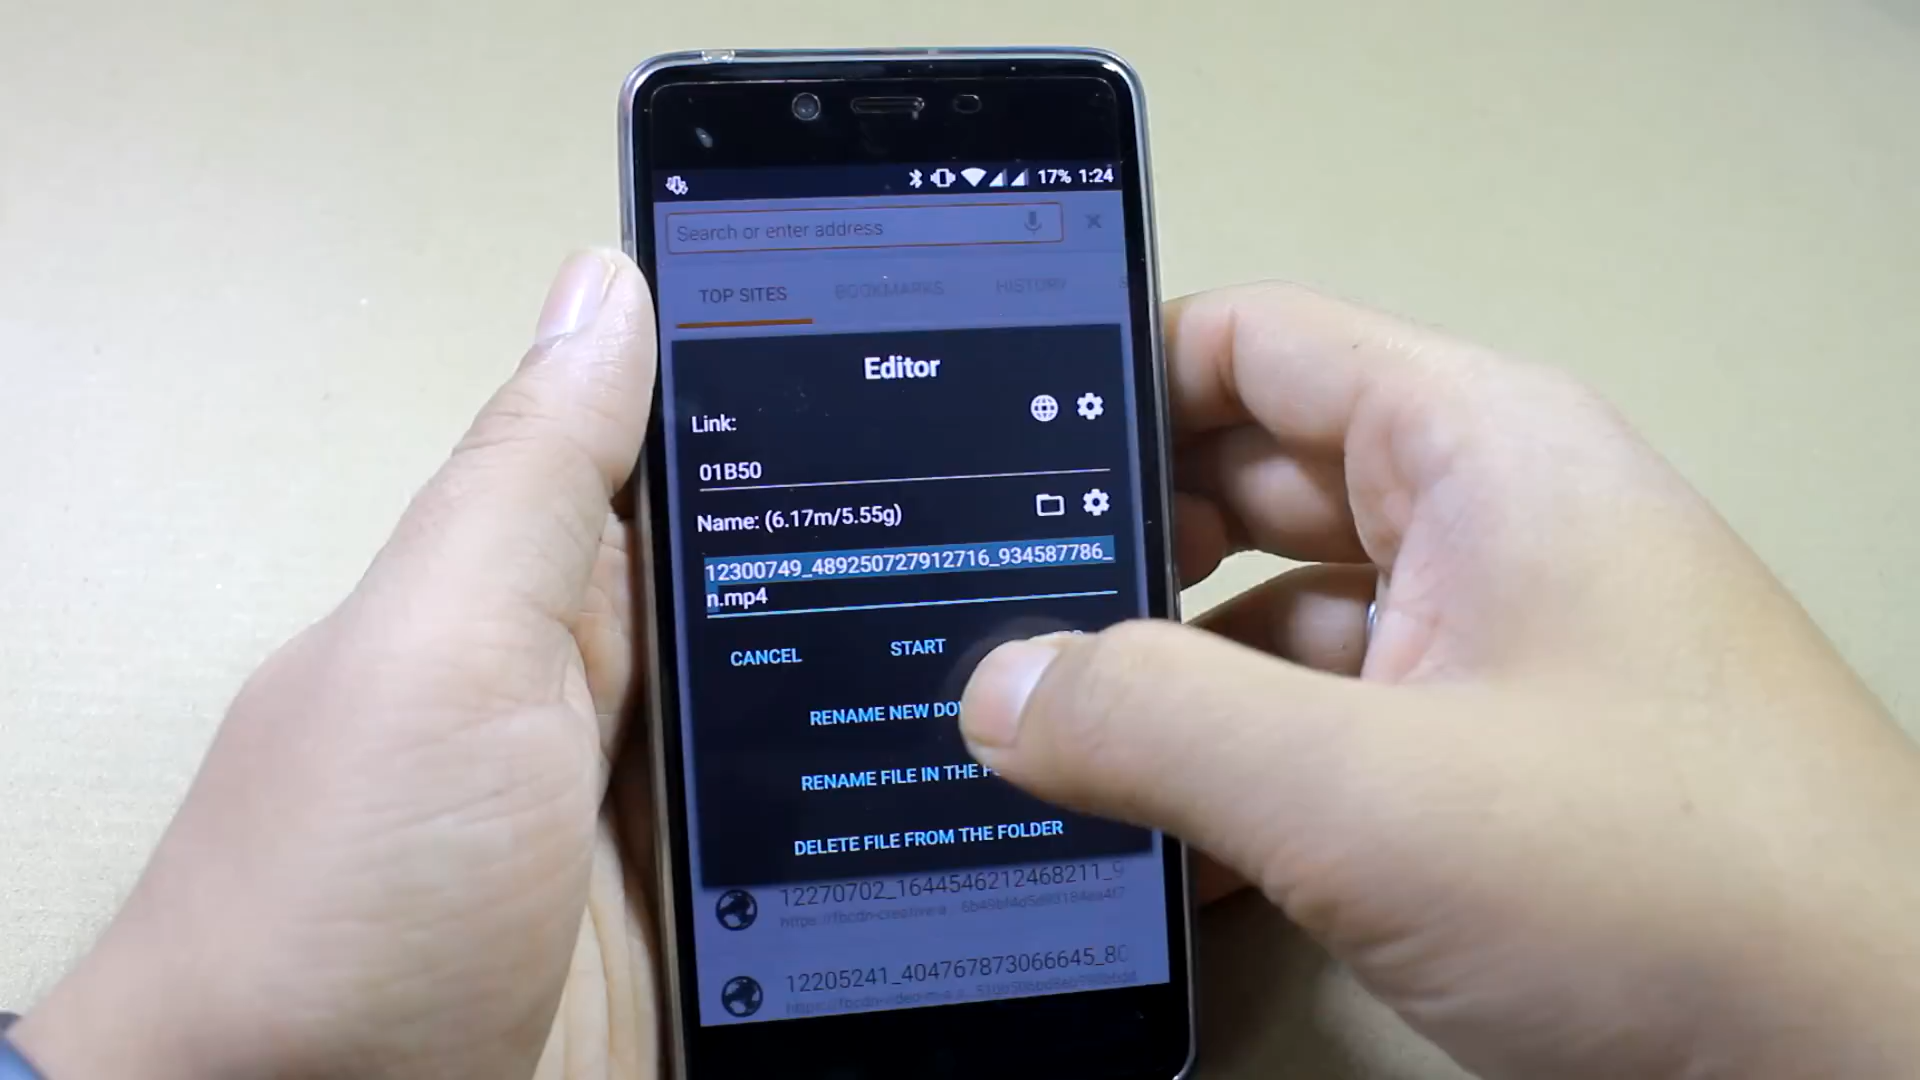 17% 1:24
Search or enter address
TOP SITES BOOKMARKS HISTORY
Editor
Link:
01B50
Name: (6.17m/5.55g)
12300749_489250727912716_934587786_
n.mp4
CANCEL START
RENAME NEW DO
RENAME FILE IN THE F
DELETE FILE FROM THE FOLDER
12270702_1644546212468211_9
12205241_404767873066645_80